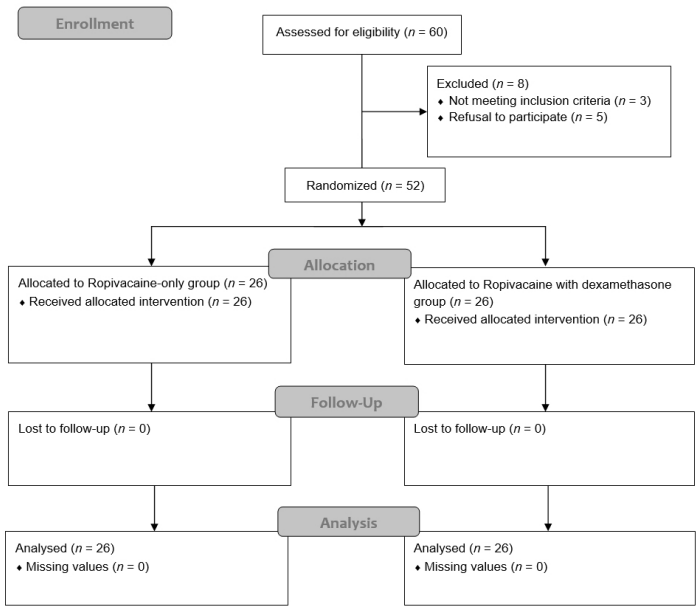 Enrollment
Assessed for eligibility (n = 60)
Excluded (n = 8)
♦ Not meeting inclusion criteria (n = 3)
♦ Refusal to participate (n = 5)
Randomized (n = 52)
Allocation
Allocated to Ropivacaine-only group (n = 26)
♦ Received allocated intervention (n = 26)
Allocated to Ropivacaine with dexamethasone
group (n = 26)
♦ Received allocated intervention (n = 26)
Follow-Up
Lost to follow-up (n = 0)
Lost to follow-up (n = 0)
Analysis
Analysed (n = 26)
♦ Missing values (n = 0)
Analysed (n = 26)
♦ Missing values (n = 0)